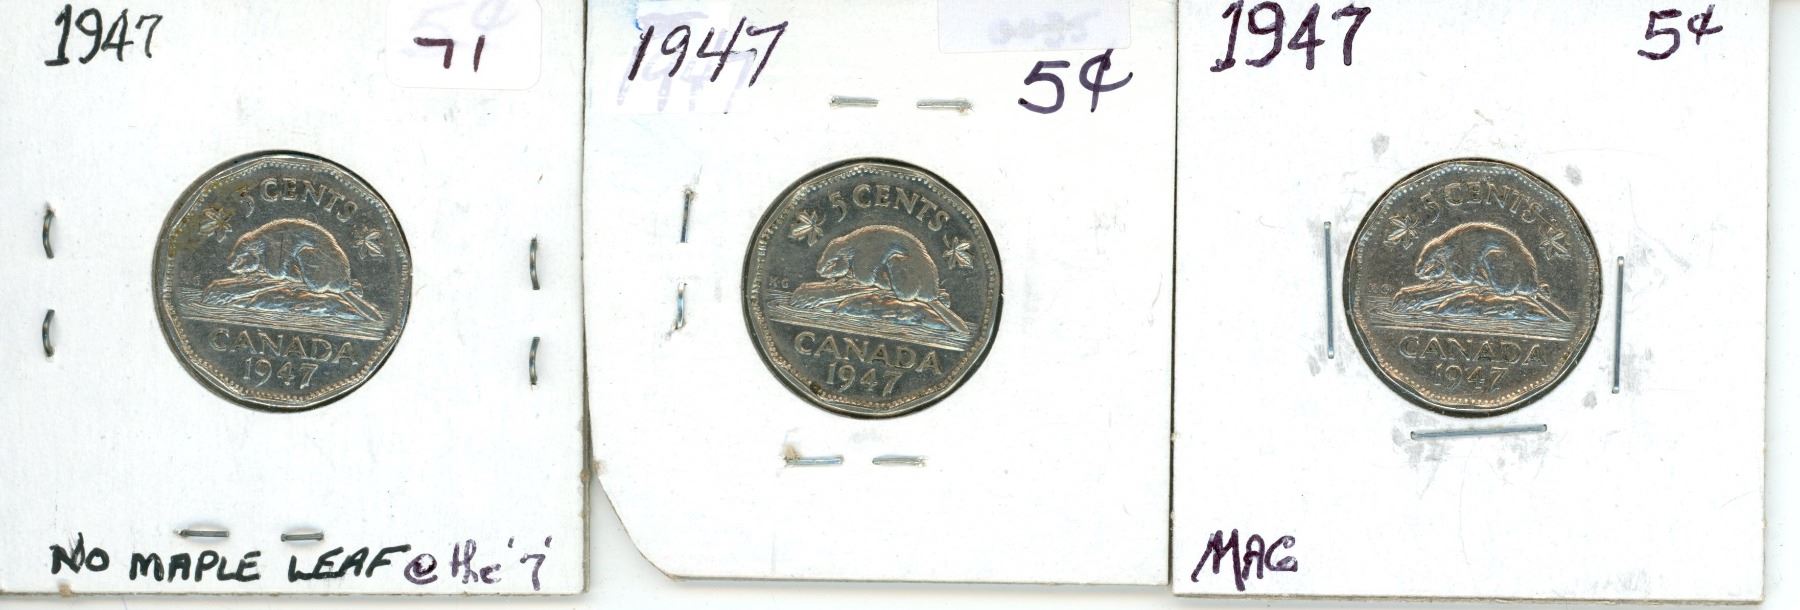 1947
71
5 CENTS
CANADA
1947
NO MAPLE LEAF @ the '7'
1947
5¢
5 CENTS
KG
CANADA
1947
1947
5¢
5 CENTS
KG
CANADA
1947
MAG